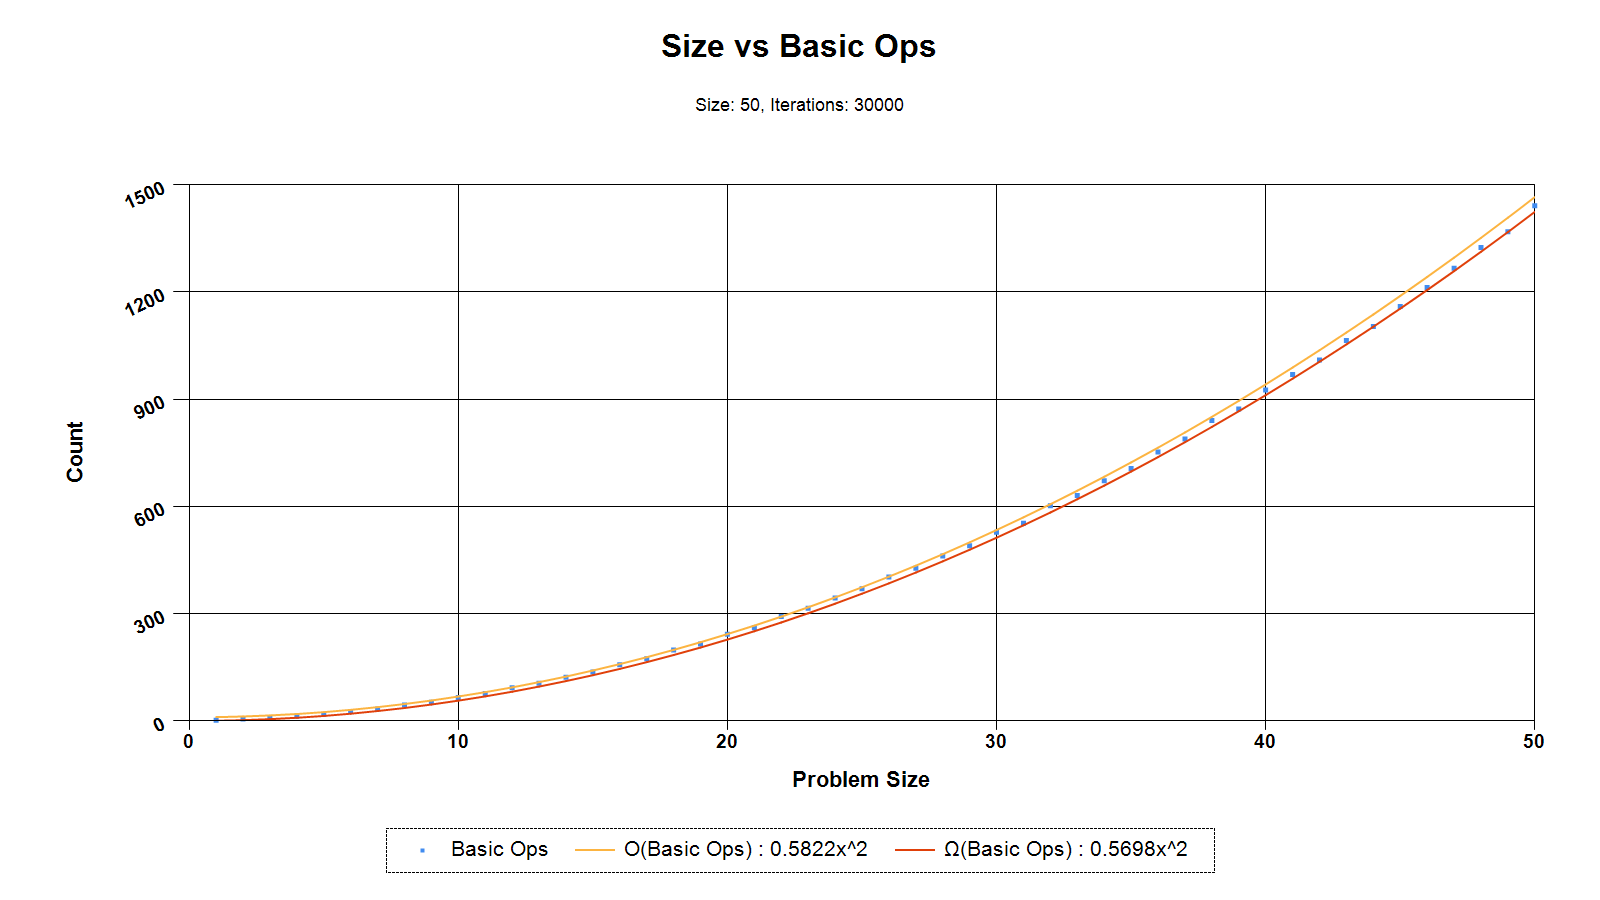 Size vs Basic Ops
Size: 50, Iterations: 30000
1500
1200
900
600
300
0
Count
0 10 20 30 40 50
Problem Size
Basic Ops O(Basic Ops) : 0.5822x^2 Ω(Basic Ops) : 0.5698x^2